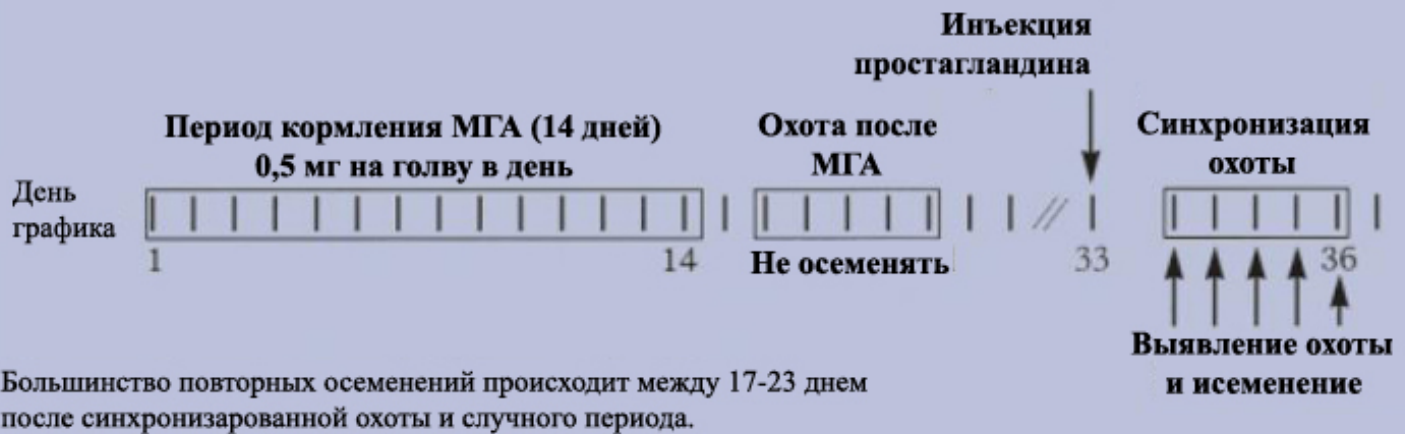 Инъекция
простагландина
Период кормления МГА (14 дней)
0,5 мг на голву в день
Охота после
МГА
Синхронизация
охоты
День
графика
1
14
Не осеменять
33
36
Выявление охоты
и исеменение
Большинство повторных осеменений происходит между 17-23 днем
после синхронизарованной охоты и случного периода.